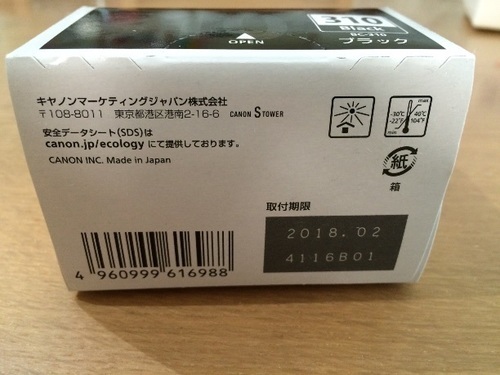 310
Black
BC-310
ブラック
OPEN
キヤノンマーケティングジャパン株式会社
〒108-8011 東京都港区港南2-16-6 CANON S TOWER
安全データシート(SDS)は
canon.jp/ecology にて提供しております。
CANON INC. Made in Japan
max
-30℃ 40℃
-22°F 104°F
min
紙
箱
取付期限
2018.02
4116B01
4 960999 616988